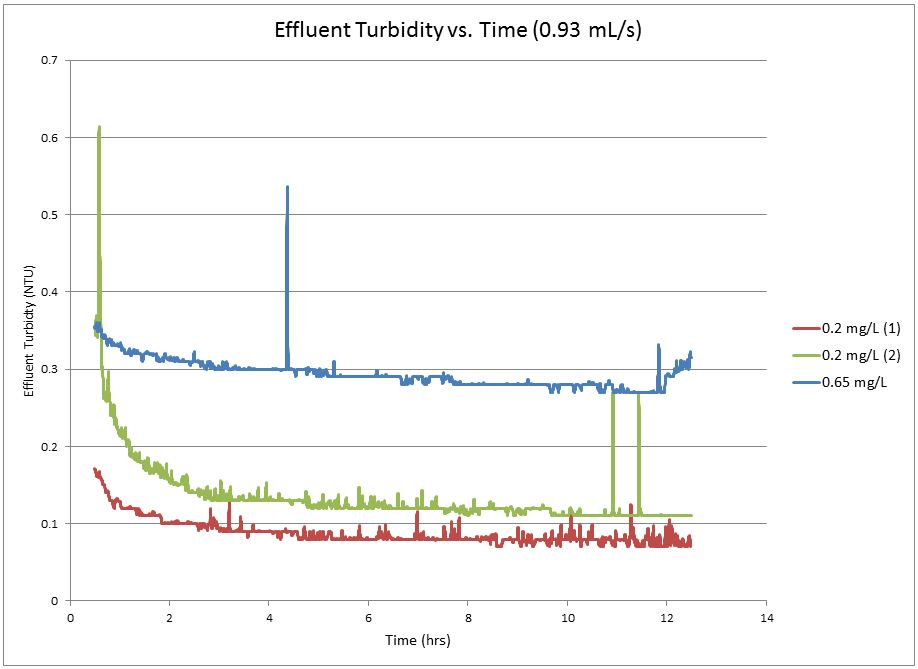 Effluent Turbidity vs. Time (0.93 mL/s)
0.7
0.6
0.5
0.4
0.3
0.2
0.1
0
Effluent Turbidty (NTU)
0 2 4 6 8 10 12 14
Time (hrs)
0.2 mg/L (1)
0.2 mg/L (2)
0.65 mg/L